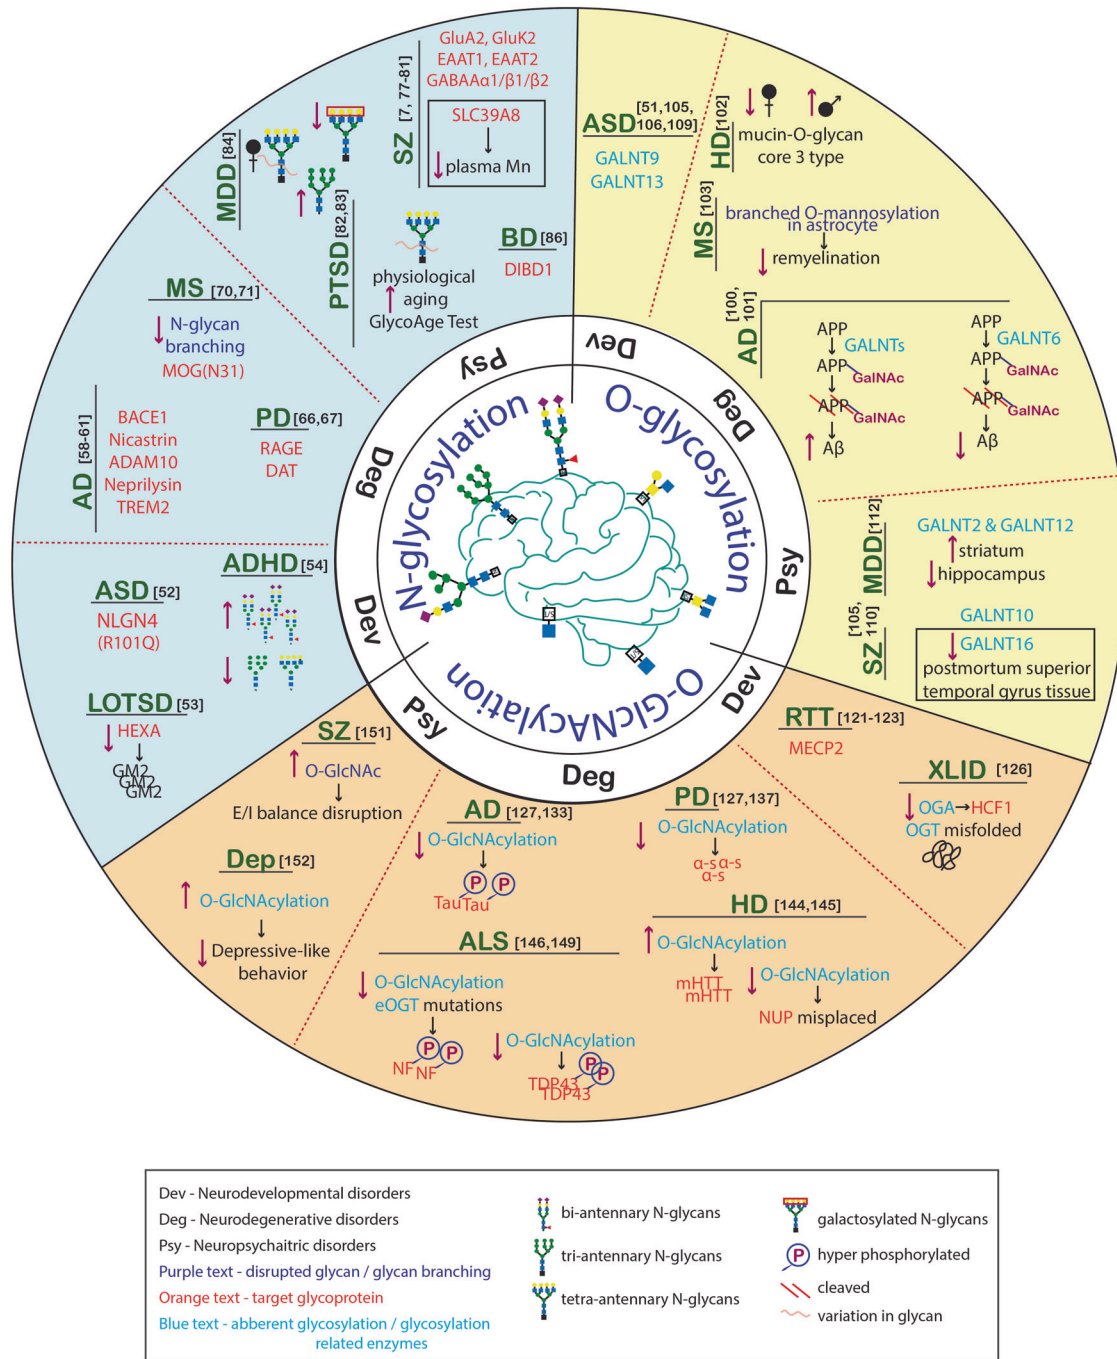 GluA2, GluK2
EAAT1, EAAT2
GABAAα1/β1/β2
SZ [7, 77-81]
SLC39A8
plasma Mn
MDD [84]
PTSD [82,83]
physiological
aging
GlycoAge Test
BD [86]
DIBD1
MS [70,71]
N-glycan
branching
MOG(N31)
AD [58-61]
BACE1
Nicastrin
ADAM10
Neprilysin
TREM2
PD [66,67]
RAGE
DAT
ADHD [54]
ASD [52]
NLGN4
(R101Q)
LOTSD [53]
HEXA
GM2
GM2
GM2
ASD [51,105,
106,109]
GALNT9
GALNT13
HD [102]
mucin-O-glycan
core 3 type
MS [103]
branched O-mannosylation
in astrocyte
remyelination
AD [100,
101]
APP
GALNTs
APP
GalNAc
APP
GalNAc
Aβ
APP
GALNT6
APP
GalNAc
APP
GalNAc
Aβ
MDD [112]
GALNT2 & GALNT12
striatum
hippocampus
SZ [105,
110]
GALNT10
GALNT16
postmortum superior
temporal gyrus tissue
Psy
Deg
Dev
Dev
Deg
Psy
Psy
Deg
Dev
N-glycosylation
O-glycosylation
O-GlcNAcylation
S/T
S/T
RTT [121-123]
MECP2
XLID [126]
OGA
HCF1
OGT misfolded
SZ [151]
O-GlcNAc
E/I balance disruption
Dep [152]
O-GlcNAcylation
Depressive-like
behavior
AD [127,133]
O-GlcNAcylation
P
P
Tau
Tau
PD [127,137]
O-GlcNAcylation
α-s
α-s
α-s
HD [144,145]
O-GlcNAcylation
mHTT
mHTT
O-GlcNAcylation
NUP misplaced
ALS [146,149]
O-GlcNAcylation
eOGT mutations
P
P
NF
NF
O-GlcNAcylation
P
P
TDP43
TDP43
Dev - Neurodevelopmental disorders
Deg - Neurodegenerative disorders
Psy - Neuropsychaitric disorders
Purple text - disrupted glycan / glycan branching
Orange text - target glycoprotein
Blue text - abberent glycosylation / glycosylation
related enzymes
bi-antennary N-glycans
tri-antennary N-glycans
tetra-antennary N-glycans
galactosylated N-glycans
P
hyper phosphorylated
cleaved
variation in glycan